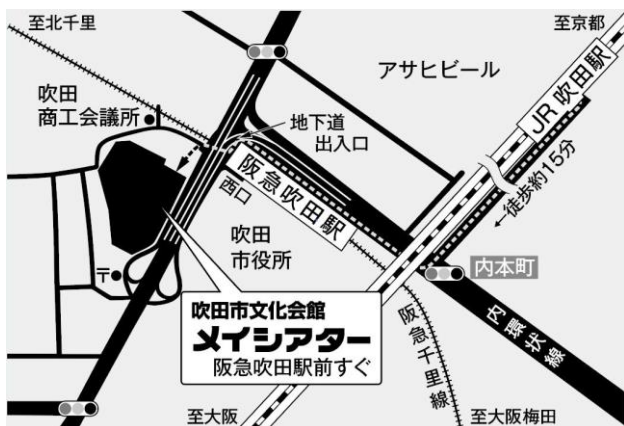 至北千里
至京都
アサヒビール
JR吹田駅
吹田
商工会議所
地下道
出入口
阪急吹田駅
西口
←徒歩約15分
吹田
市役所
〒
内本町
吹田市文化会館
メイシアター
阪急吹田駅前すぐ
阪急千里線
内環状線
至大阪
至大阪梅田